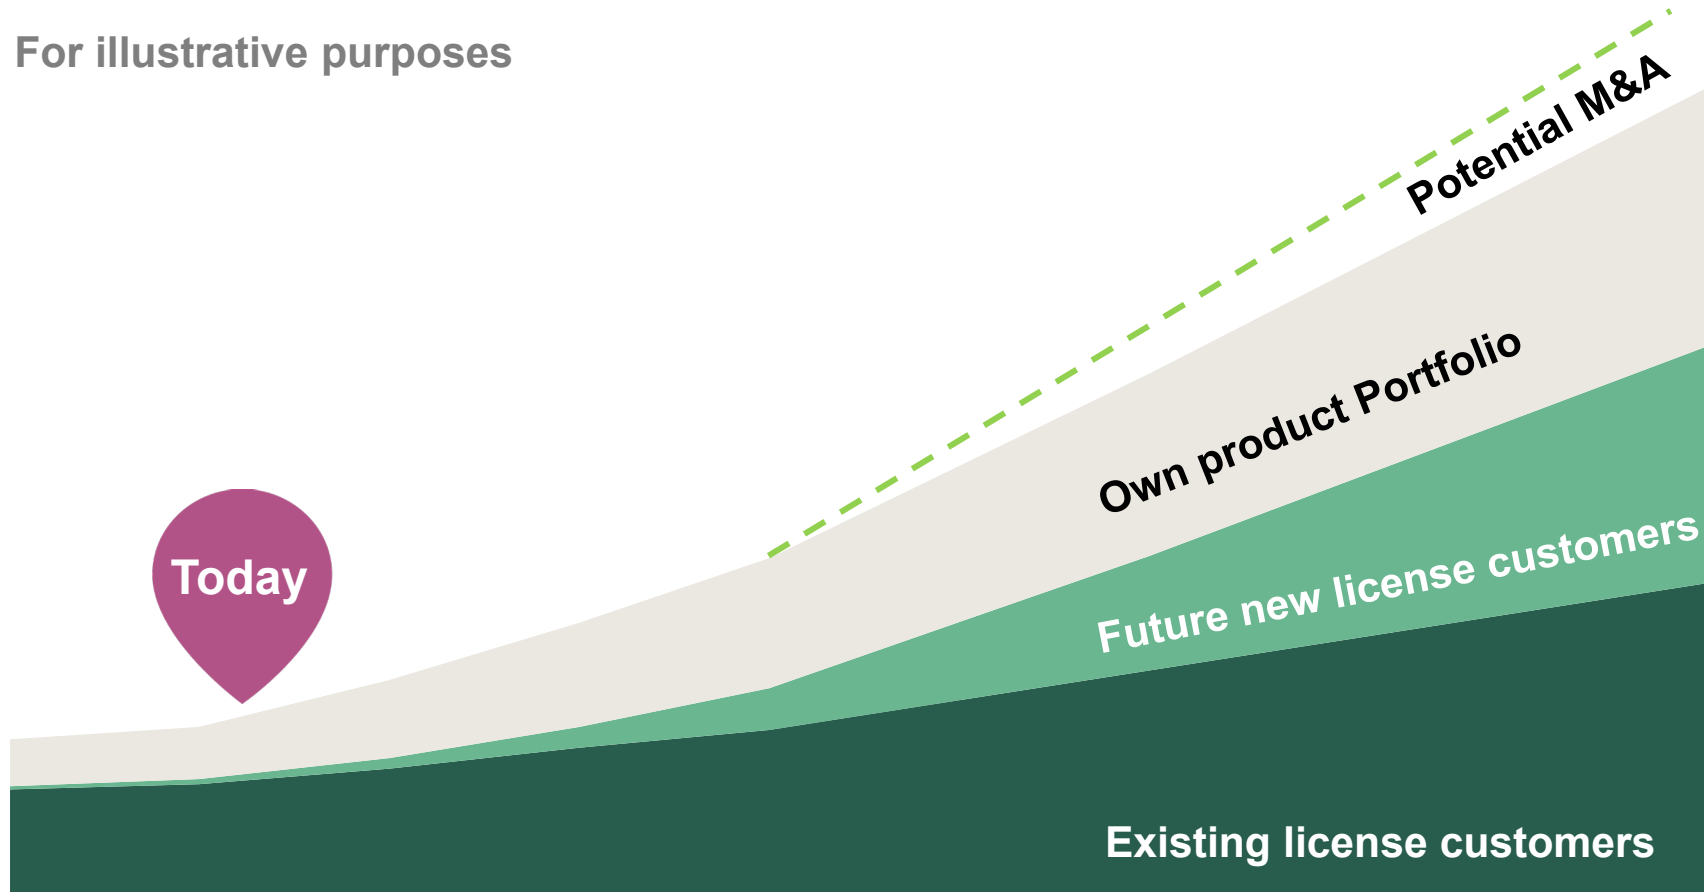 For illustrative purposes
Potential M&A
Own product Portfolio
Future new license customers
Today
Existing license customers